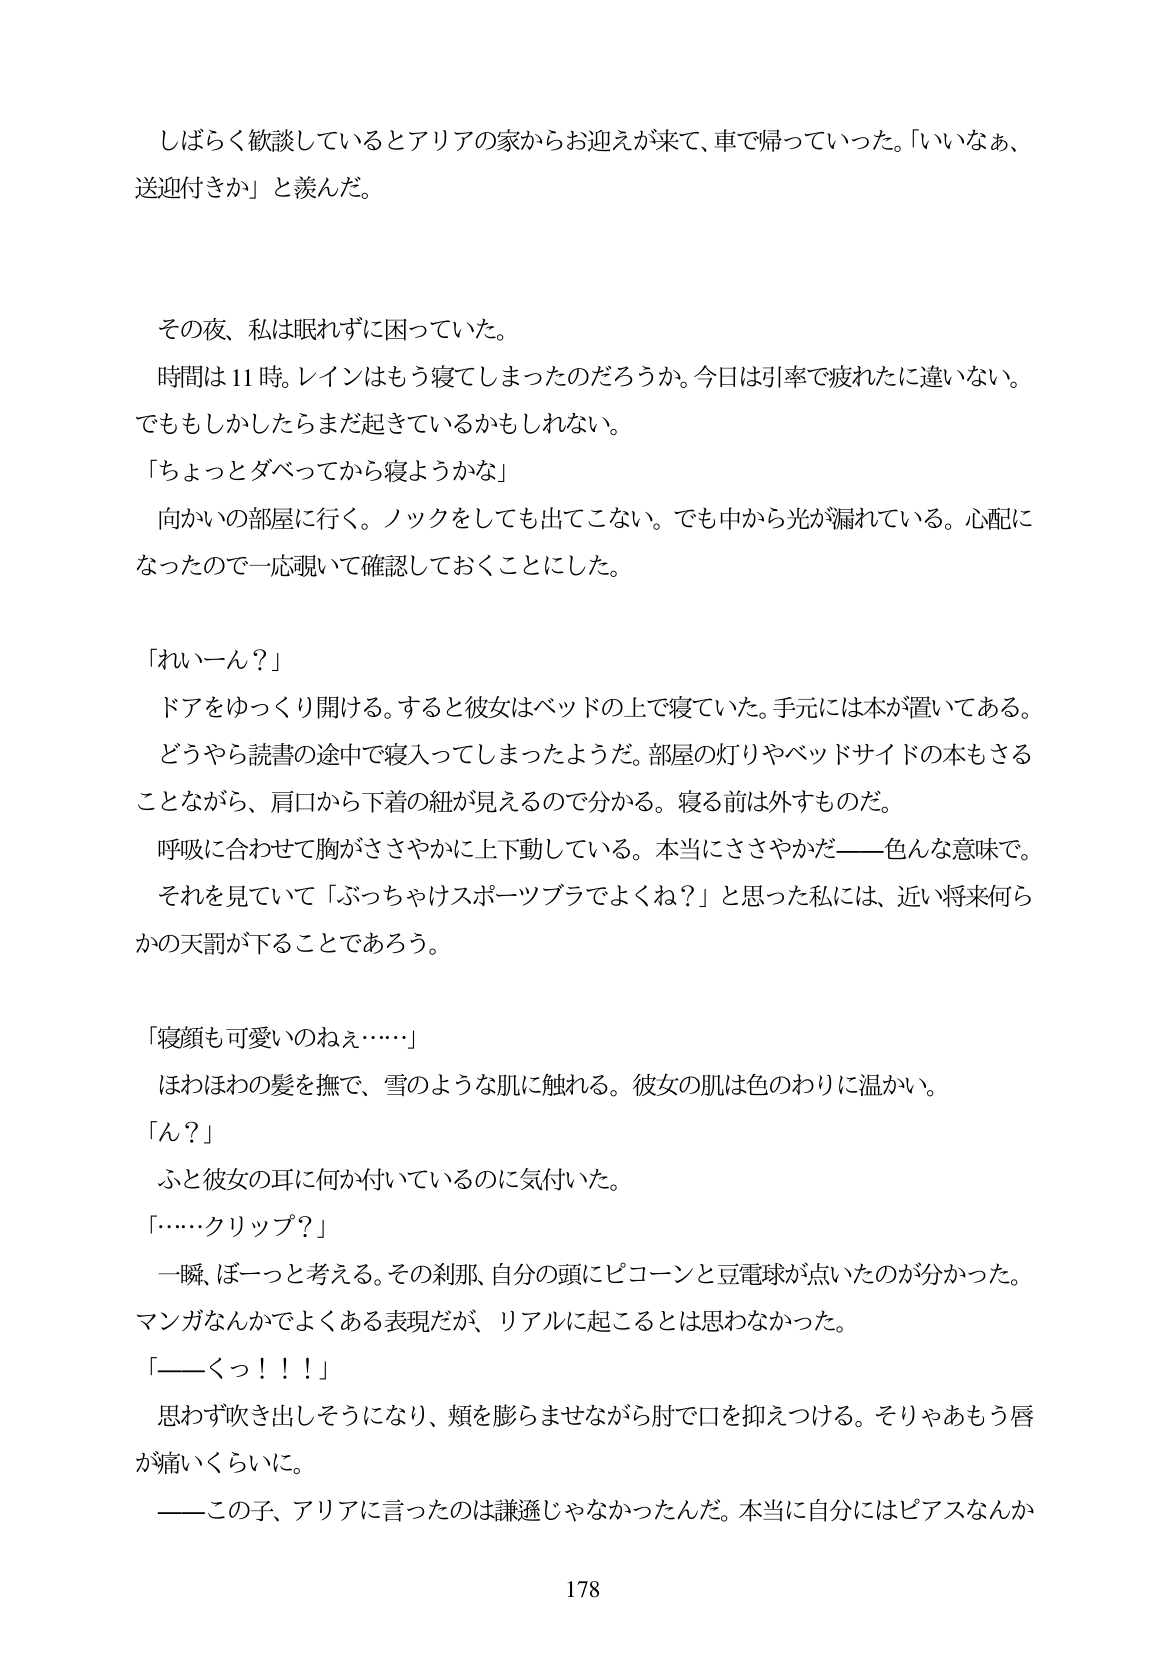 しばらく歓談しているとアリアの家からお迎えが来て、車で帰っていった。「いいなぁ、
送迎付きか」と羨んだ。
その夜、私は眠れずに困っていた。
時間は 11 時。レインはもう寝てしまったのだろうか。今日は引率で疲れたに違いない。
でももしかしたらまだ起きているかもしれない。
「ちょっとダベってから寝ようかな」
向かいの部屋に行く。ノックをしても出てこない。でも中から光が漏れている。心配に
なったので一応覗いて確認しておくことにした。
「れいーん？」
ドアをゆっくり開ける。すると彼女はベッドの上で寝ていた。手元には本が置いてある。
どうやら読書の途中で寝入ってしまったようだ。部屋の灯りやベッドサイドの本もさる
ことながら、肩口から下着の紐が見えるので分かる。寝る前は外すものだ。
呼吸に合わせて胸がささやかに上下動している。本当にささやかだ――色んな意味で。
それを見ていて「ぶっちゃけスポーツブラでよくね？」と思った私には、近い将来何ら
かの天罰が下ることであろう。
「寝顔も可愛いのねぇ……」
ほわほわの髪を撫で、雪のような肌に触れる。彼女の肌は色のわりに温かい。
「ん？」
ふと彼女の耳に何か付いているのに気付いた。
「……クリップ？」
一瞬、ぼーっと考える。その刹那、自分の頭にピコーンと豆電球が点いたのが分かった。
マンガなんかでよくある表現だが、リアルに起こるとは思わなかった。
「――くっ！！！」
思わず吹き出しそうになり、頬を膨らませながら肘で口を抑えつける。そりゃあもう唇
が痛いくらいに。
――この子、アリアに言ったのは謙遜じゃなかったんだ。本当に自分にはピアスなんか
178